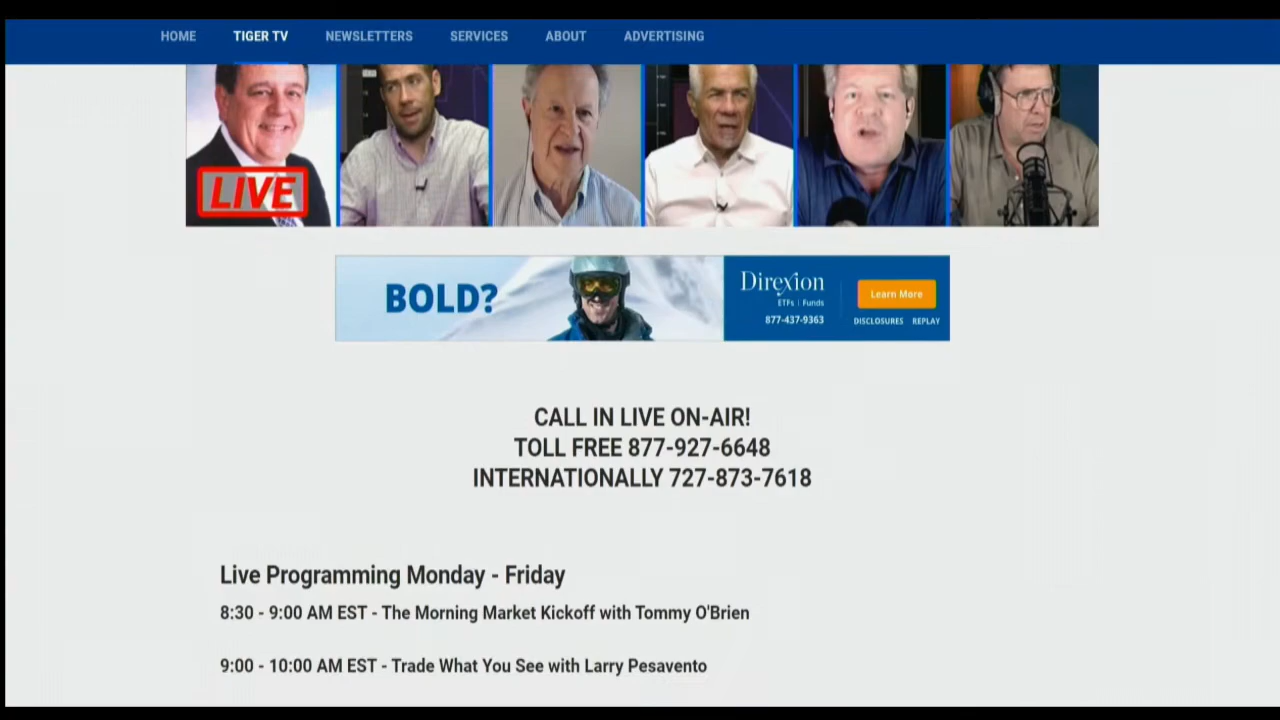 HOME TIGER TV NEWSLETTERS SERVICES ABOUT ADVERTISING
LIVE
BOLD?
Direxion
ETFs | Funds
877-437-9363
Learn More
DISCLOSURES REPLAY
CALL IN LIVE ON-AIR!
TOLL FREE 877-927-6648
INTERNATIONALLY 727-873-7618
Live Programming Monday - Friday
8:30 - 9:00 AM EST - The Morning Market Kickoff with Tommy O'Brien
9:00 - 10:00 AM EST - Trade What You See with Larry Pesavento